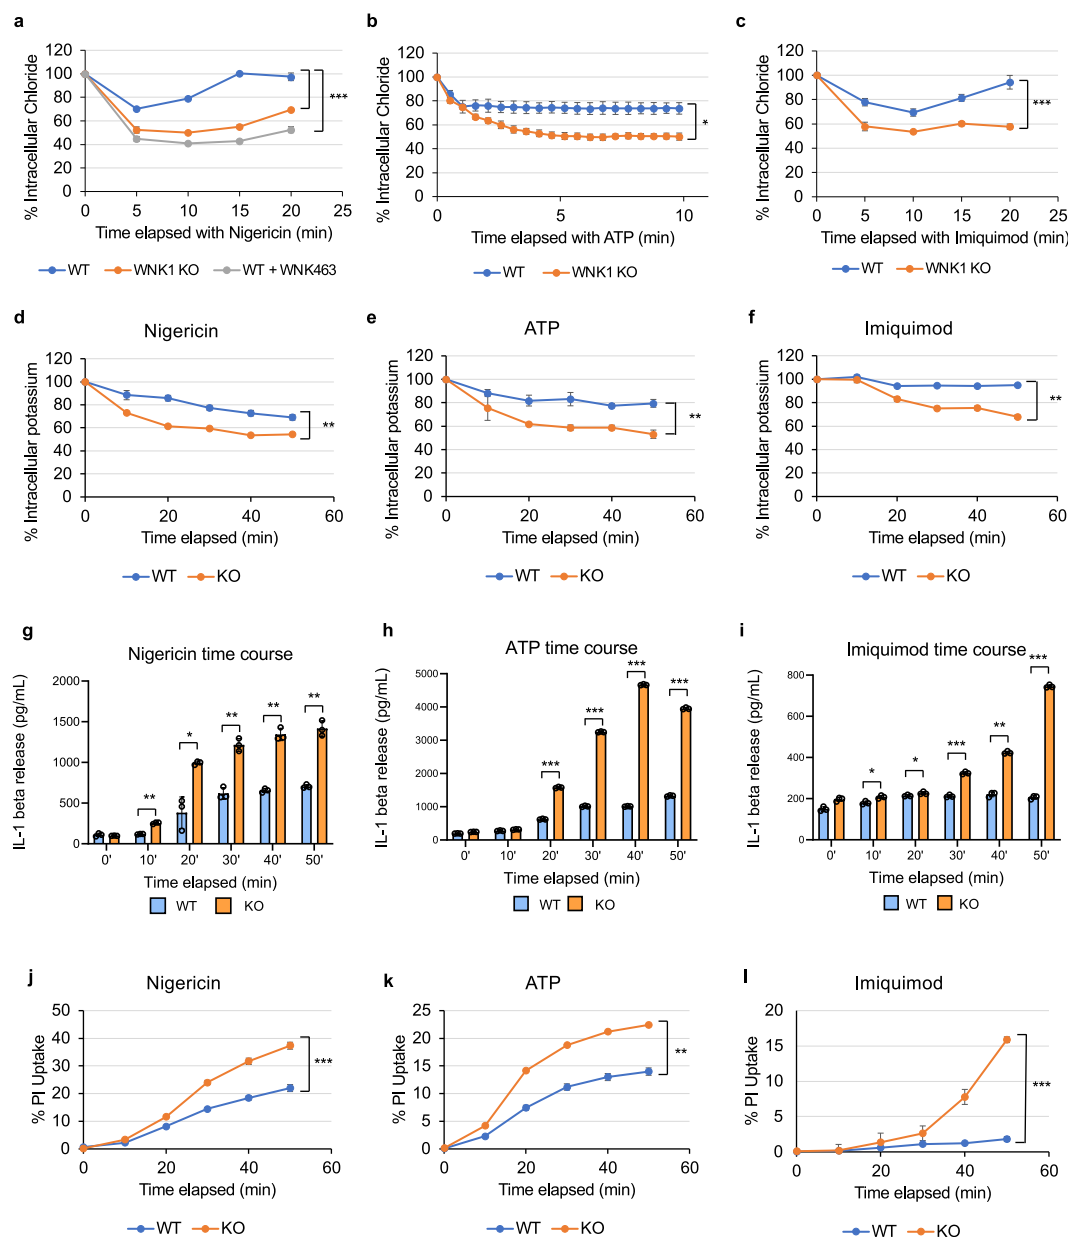 a
% Intracellular Chloride
120
100
80
60
40
20
0
0 5 10 15 20 25
Time elapsed with Nigericin (min)
WT WNK1 KO WT + WNK463
***
b
% Intracellular Chloride
120
100
80
60
40
20
0
0 5 10
Time elapsed with ATP (min)
WT WNK1 KO
*
c
% Intracellular Chloride
120
100
80
60
40
20
0
0 5 10 15 20 25
Time elapsed with Imiquimod (min)
WT WNK1 KO
***
d
Nigericin
% Intracellular potassium
120
100
80
60
40
20
0
0 20 40 60
Time elapsed (min)
WT KO
**
e
ATP
% Intracellular potassium
120
100
80
60
40
20
0
0 20 40 60
Time elapsed (min)
WT KO
**
f
Imiquimod
% Intracellular potassium
120
100
80
60
40
20
0
0 20 40 60
Time elapsed (min)
WT KO
**
g
Nigericin time course
IL-1 beta release (pg/mL)
2000
1500
1000
500
0
** * ** ** **
0' 10' 20' 30' 40' 50'
Time elapsed (min)
WT KO
h
ATP time course
IL-1 beta release (pg/mL)
5000
4000
3000
2000
1000
0
*** *** *** ***
0' 10' 20' 30' 40' 50'
Time elapsed (min)
WT KO
i
Imiquimod time course
IL-1 beta release (pg/mL)
800
600
400
200
0
* * *** ** ***
0' 10' 20' 30' 40' 50'
Time elapsed (min)
WT KO
j
Nigericin
% PI Uptake
50
40
30
20
10
0
0 20 40 60
Time elapsed (min)
WT KO
***
k
ATP
% PI Uptake
25
20
15
10
5
0
0 20 40 60
Time elapsed (min)
WT KO
**
l
Imiquimod
% PI Uptake
20
15
10
5
0
0 20 40 60
Time elapsed (min)
WT KO
***